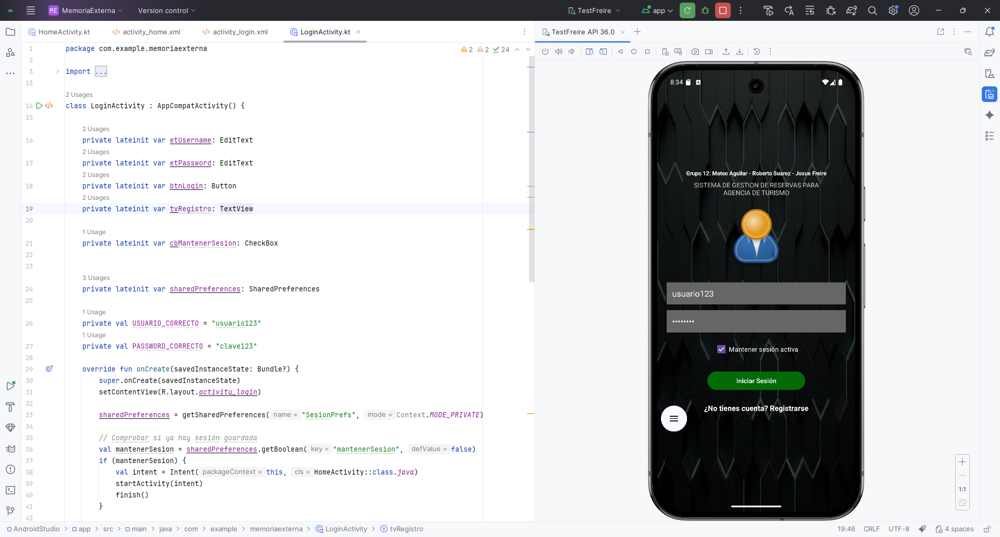 ME MemoriaExterna Version control TestFreire app
HomeActivity.kt activity_home.xml activity_login.xml LoginActivity.kt
TestFreire API 36.0
2 2 24
1 package com.example.memoriaexterna
2
3 import ...
13
2 Usages
14 class LoginActivity : AppCompatActivity() {
15
2 Usages
16 private lateinit var etUsername: EditText
2 Usages
17 private lateinit var etPassword: EditText
2 Usages
18 private lateinit var btnLogin: Button
2 Usages
19 private lateinit var tvRegistro: TextView
20
1 Usage
21 private lateinit var cbMantenerSesion: CheckBox
22
23
3 Usages
24 private lateinit var sharedPreferences: SharedPreferences
25
1 Usage
26 private val USUARIO_CORRECTO = "usuario123"
1 Usage
27 private val PASSWORD_CORRECTO = "clave123"
28
29 override fun onCreate(savedInstanceState: Bundle?) {
30 super.onCreate(savedInstanceState)
31 setContentView(R.layout.activity_login)
32
33 sharedPreferences = getSharedPreferences( name = "SesionPrefs", mode = Context.MODE_PRIVATE)
34
35 // Comprobar si ya hay sesión guardada
36 val mantenerSesion = sharedPreferences.getBoolean( key = "mantenerSesion", defValue = false)
37 if (mantenerSesion) {
38 val intent = Intent( packageContext = this, cls = HomeActivity::class.java)
39 startActivity(intent)
40 finish()
41 }
42
8:34 A
Grupo 12: Mateo Aguilar - Roberto Suarez - Josue Freire
SISTEMA DE GESTION DE RESERVAS PARA
AGENCIA DE TURISMO
usuario123
••••••••
Mantener sesión activa
Iniciar Sesión
¿No tienes cuenta? Registrarse
1:1
AndroidStudio > app > src > main > java > com > example > memoriaexterna > LoginActivity > tvRegistro
19:46 CRLF UTF-8 4 spaces